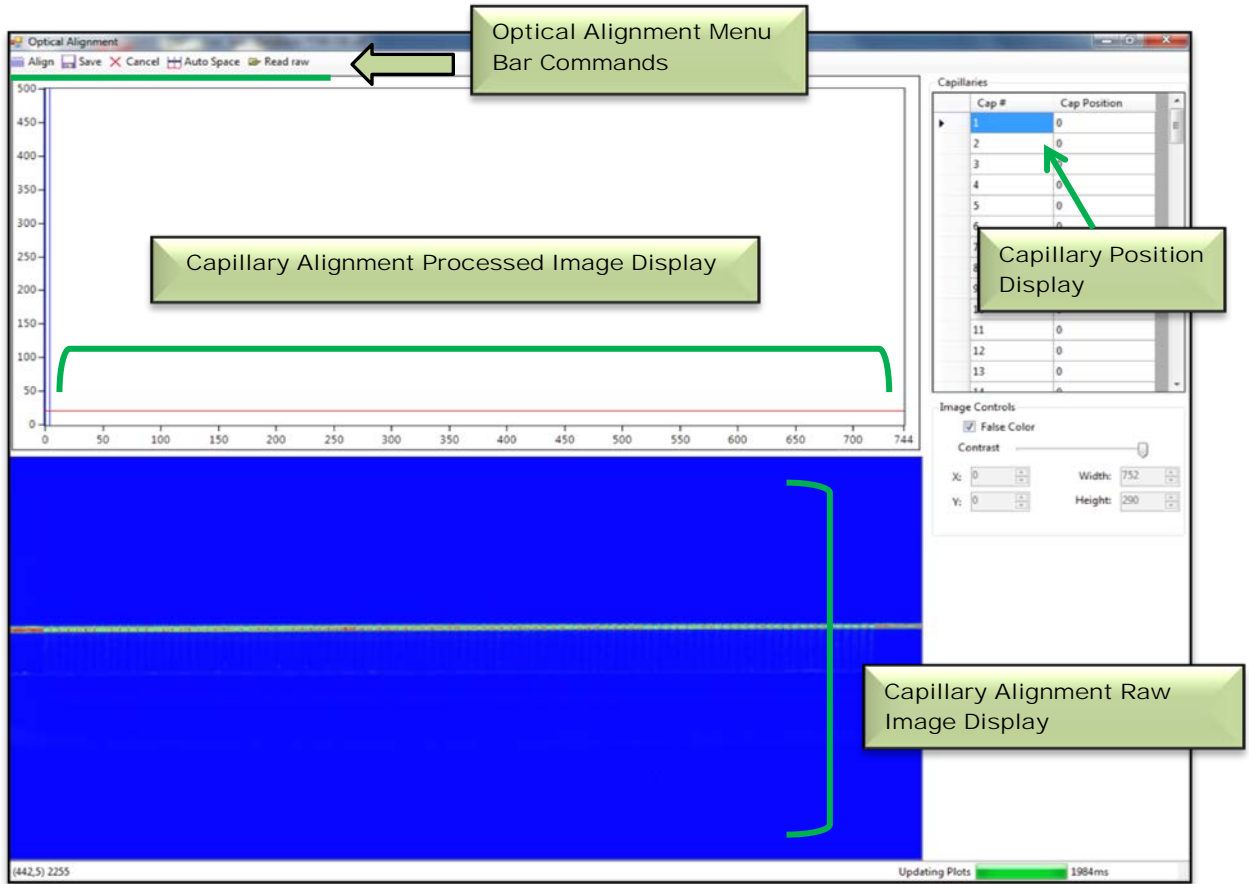 Optical Alignment
Align Save Cancel Auto Space Read raw
Optical Alignment Menu
Bar Commands
500
450
400
350
300
250
200
150
100
50
0
0 50 100 150 200 250 300 350 400 450 500 550 600 650 700 744
Capillary Alignment Processed Image Display
Capillaries
Cap # Cap Position
1 0
2 0
3
4 0
5 0
11 0
12 0
13 0
Capillary Position
Display
Image Controls
False Color
Contrast
X: 0 Width: 752
Y: 0 Height: 290
Capillary Alignment Raw
Image Display
(442,5) 2255
Updating Plots 1984ms